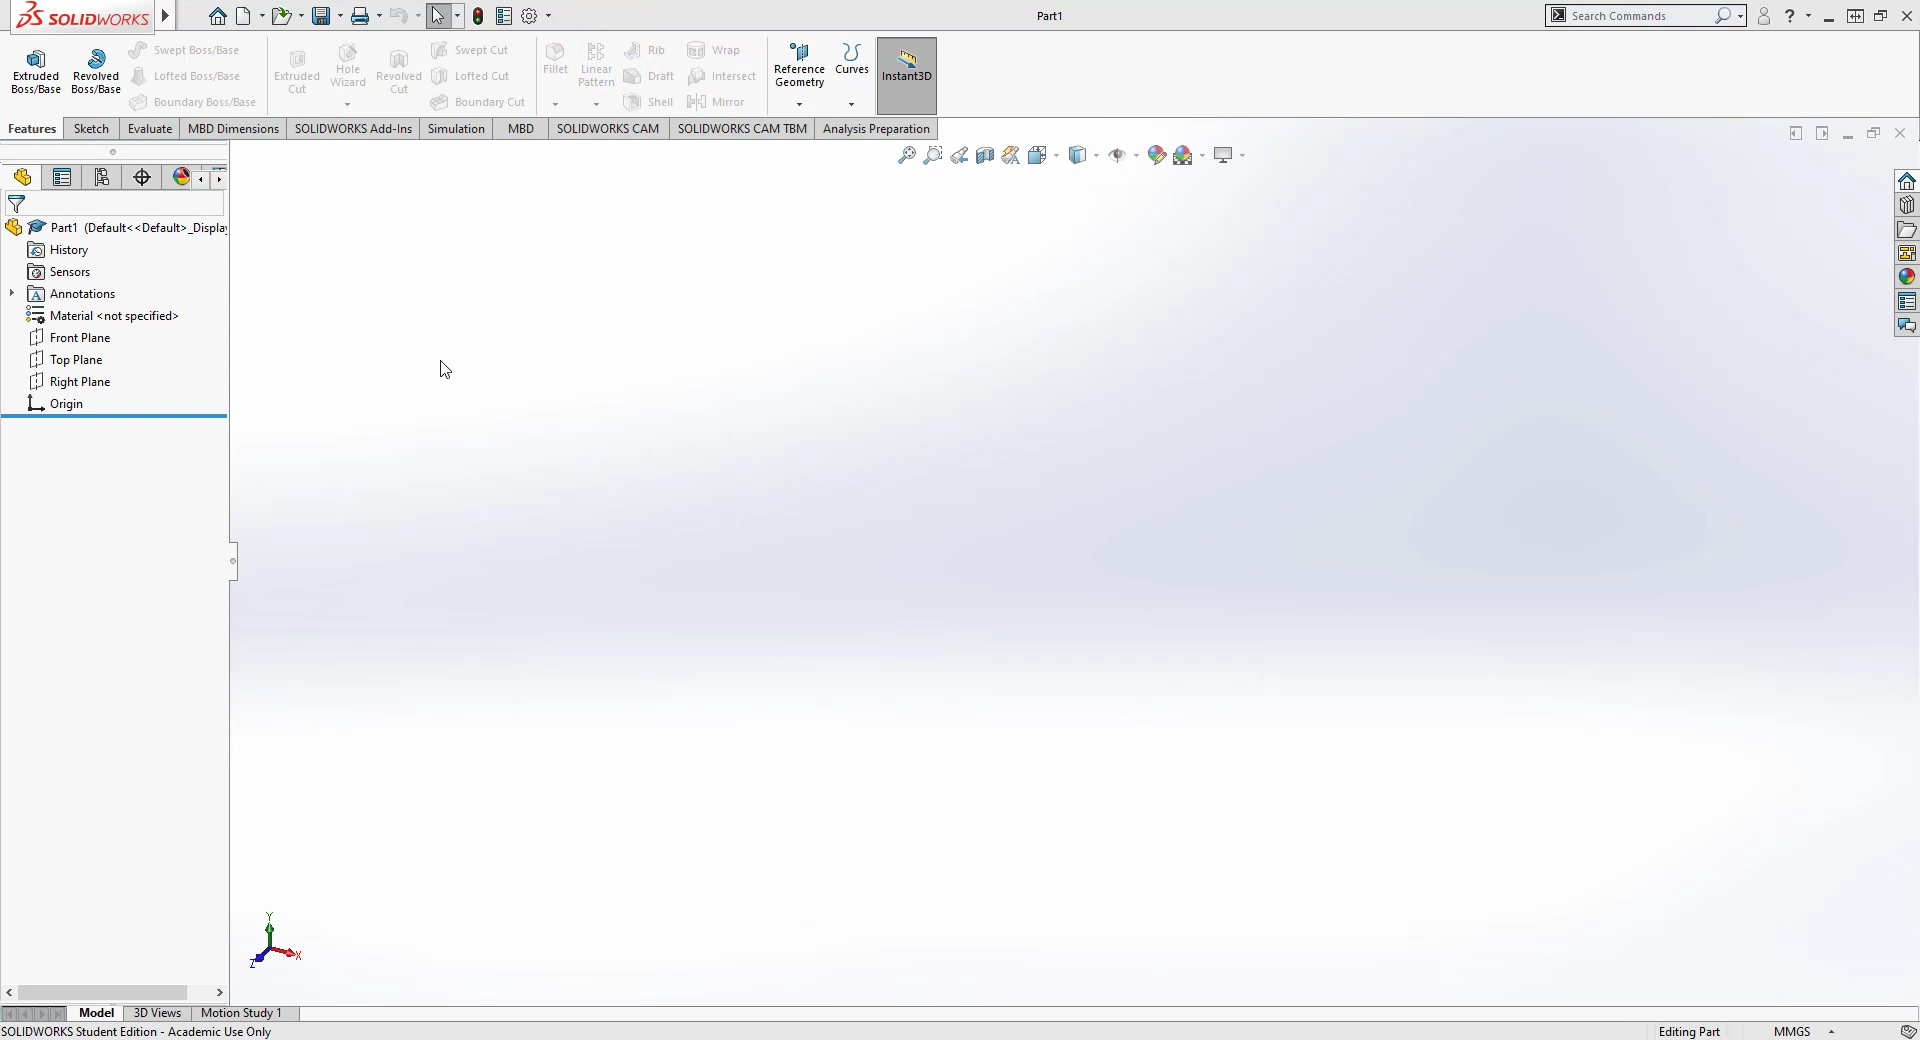 SOLIDWORKS
Part1
Search Commands
?
Extruded
Boss/Base
Revolved
Boss/Base
Swept Boss/Base
Lofted Boss/Base
Boundary Boss/Base
Extruded
Cut
Hole
Wizard
Revolved
Cut
Swept Cut
Lofted Cut
Boundary Cut
Fillet
Linear
Pattern
Rib
Draft
Shell
Wrap
Intersect
Mirror
Reference
Geometry
Curves
Instant3D
Features
Sketch
Evaluate
MBD Dimensions
SOLIDWORKS Add-Ins
Simulation
MBD
SOLIDWORKS CAM
SOLIDWORKS CAM TBM
Analysis Preparation
Part1 (Default<<Default>_Display
History
Sensors
Annotations
Material <not specified>
Front Plane
Top Plane
Right Plane
Origin
Y
X
Z
Model
3D Views
Motion Study 1
SOLIDWORKS Student Edition - Academic Use Only
Editing Part
MMGS